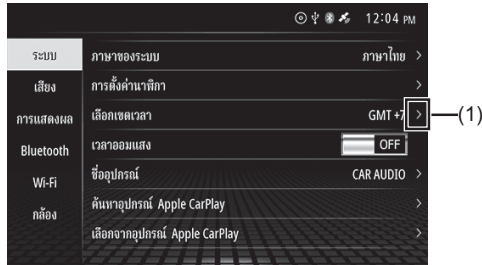 12:04 PM
ระบบ
เสียง
การแสดงผล
Bluetooth
Wi-Fi
กล้อง
ภาษาของระบบ ภาษาไทย >
การตั้งค่านาฬิกา >
เลือกเขตเวลา GMT +7 >
(1)
เวลาออมแสง OFF
ชื่ออุปกรณ์ CAR AUDIO >
ค้นหาอุปกรณ์ Apple CarPlay >
เลือกจากอุปกรณ์ Apple CarPlay >